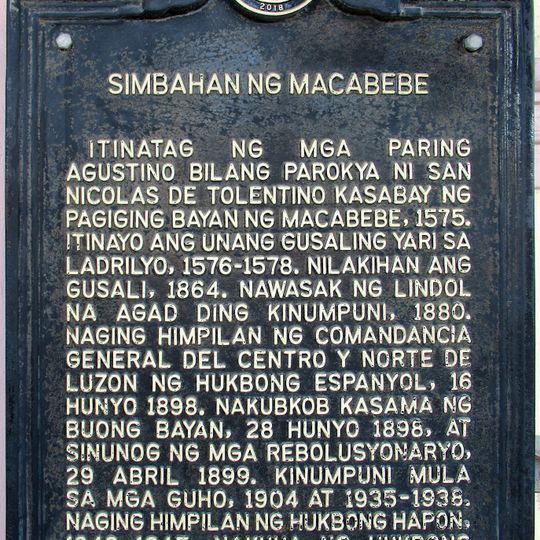 2018
SIMBAHAN NG MACABEBE
ITINATAG NG MGA PARING
AGUSTINO BILANG PAROKYA NI SAN
NICOLAS DE TOLENTINO KASABAY NG
PAGIGING BAYAN NG MACABEBE, 1575.
ITINAYO ANG UNANG GUSALING YARI SA
LADRILYO, 1576-1578. NILAKIHAN ANG
GUSALI, 1864. NAWASAK NG LINDOL
NA AGAD DING KINUMPUNI, 1880.
NAGING HIMPILAN NG COMANDANCIA
GENERAL DEL CENTRO Y NORTE DE
LUZON NG HUKBONG ESPANYOL, 16
HUNYO 1898. NAKUBKOB KASAMA NG
BUONG BAYAN, 28 HUNYO 1898, AT
SINUNOG NG MGA REBOLUSYONARYO,
29 ABRIL 1899. KINUMPUNI MULA
SA MGA GUHO, 1904 AT 1935-1938.
NAGING HIMPILAN NG HUKBONG HAPON,